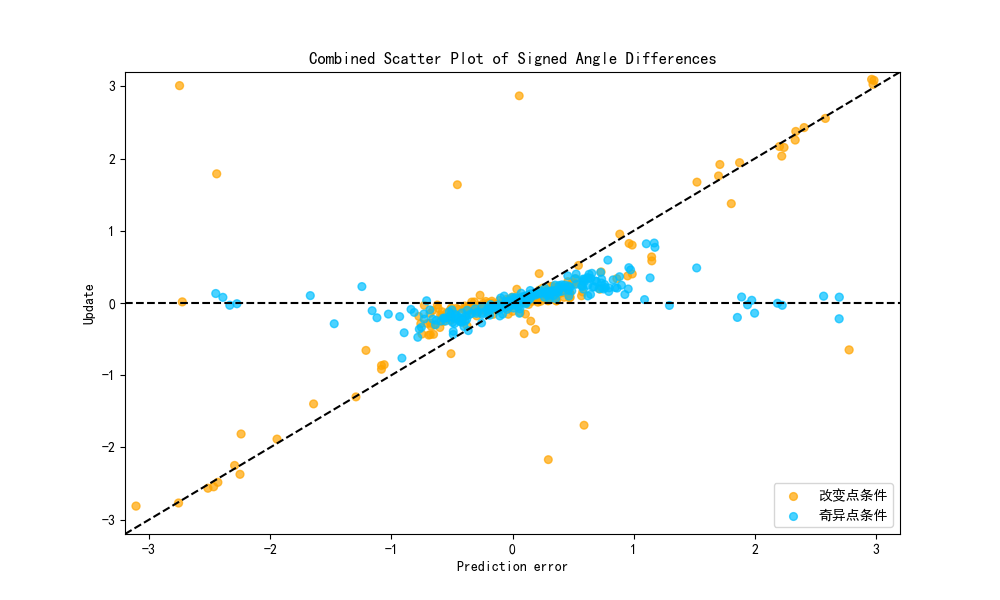 Combined Scatter Plot of Signed Angle Differences
3
2
1
0
−1
−2
−3
Update
−3
−2
−1
0
1
2
3
Prediction error
改变点条件
奇异点条件